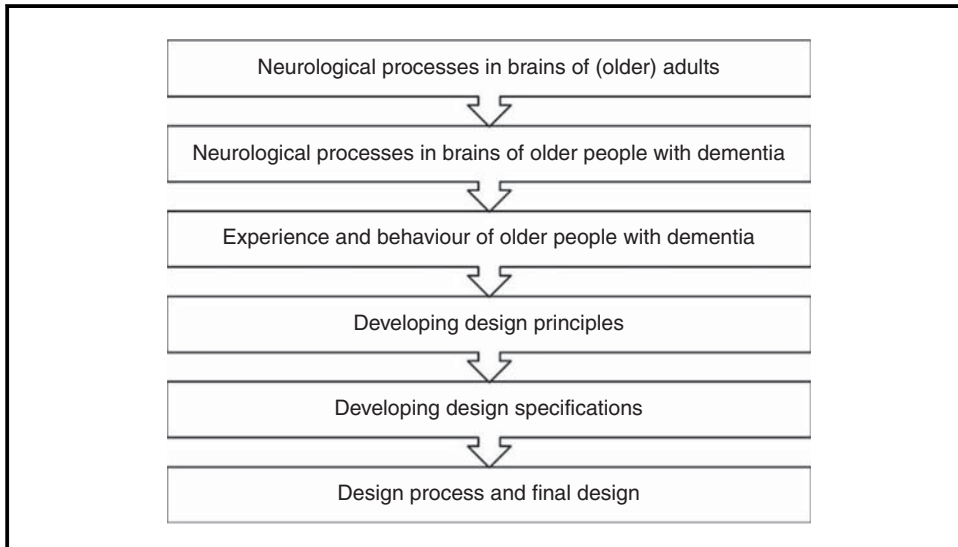 Neurological processes in brains of (older) adults
Neurological processes in brains of older people with dementia
Experience and behaviour of older people with dementia
Developing design principles
Developing design specifications
Design process and final design